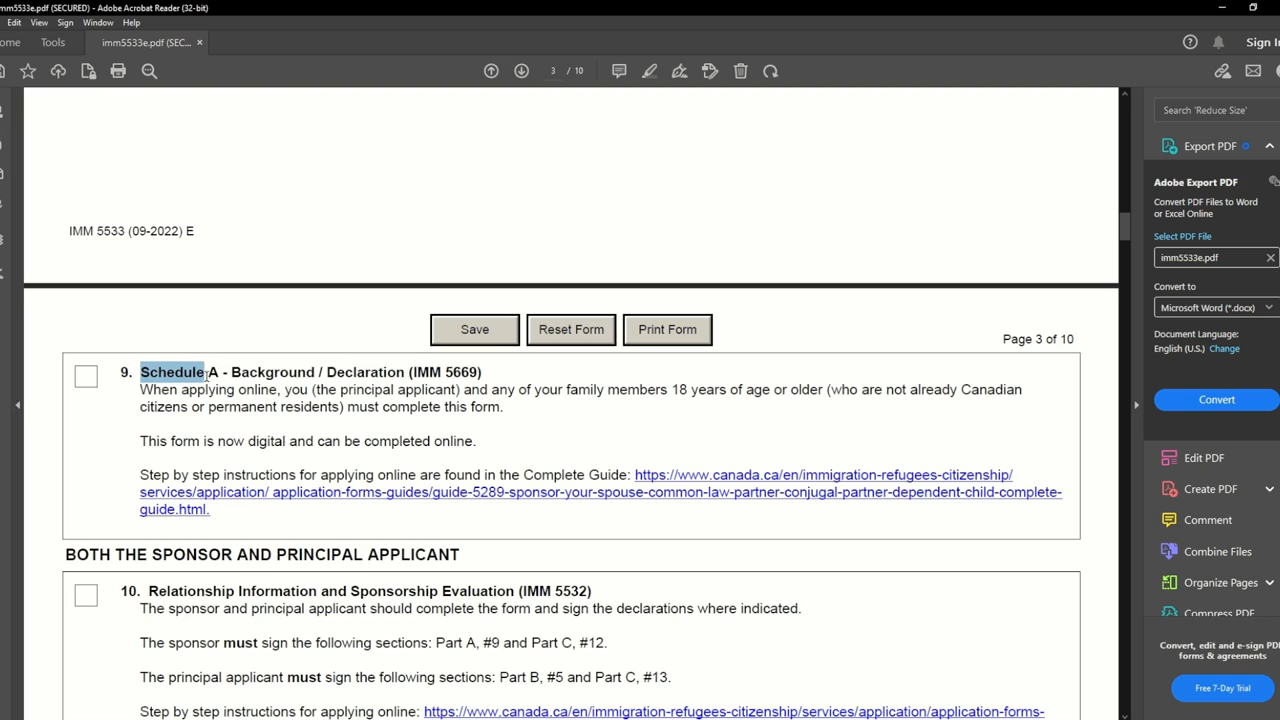 mm5533e.pdf (SECURED) - Adobe Acrobat Reader (32-bit)
Edit View Sign Window Help
ome Tools imm5533e.pdf (SEC... × Sign In
3 / 10
Search 'Reduce Size'
Export PDF
Adobe Export PDF
Convert PDF Files to Word
or Excel Online
Select PDF File
imm5533e.pdf
Convert to
Microsoft Word (*.docx)
Document Language:
English (U.S.) Change
Convert
Edit PDF
Create PDF
Comment
Combine Files
Organize Pages
Compress PDF
Convert, edit and e-sign PD
forms & agreements
Free 7-Day Trial
IMM 5533 (09-2022) E
Save Reset Form Print Form
Page 3 of 10
9. Schedule A - Background / Declaration (IMM 5669)
When applying online, you (the principal applicant) and any of your family members 18 years of age or older (who are not already Canadian
citizens or permanent residents) must complete this form.
This form is now digital and can be completed online.
Step by step instructions for applying online are found in the Complete Guide: https://www.canada.ca/en/immigration-refugees-citizenship/
services/application/ application-forms-guides/guide-5289-sponsor-your-spouse-common-law-partner-conjugal-partner-dependent-child-complete-
guide.html.
BOTH THE SPONSOR AND PRINCIPAL APPLICANT
10. Relationship Information and Sponsorship Evaluation (IMM 5532)
The sponsor and principal applicant should complete the form and sign the declarations where indicated.
The sponsor must sign the following sections: Part A, #9 and Part C, #12.
The principal applicant must sign the following sections: Part B, #5 and Part C, #13.
Step by step instructions for applying online: https://www.canada.ca/en/immigration-refugees-citizenship/services/application/application-forms-